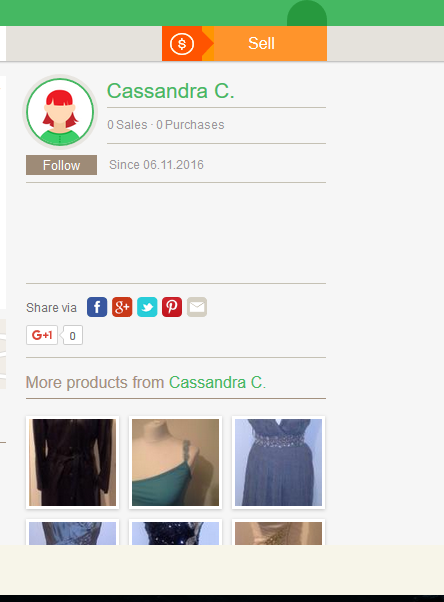 Sell
Cassandra C.
0 Sales · 0 Purchases
Follow
Since 06.11.2016
Share via
G+1
0
More products from Cassandra C.